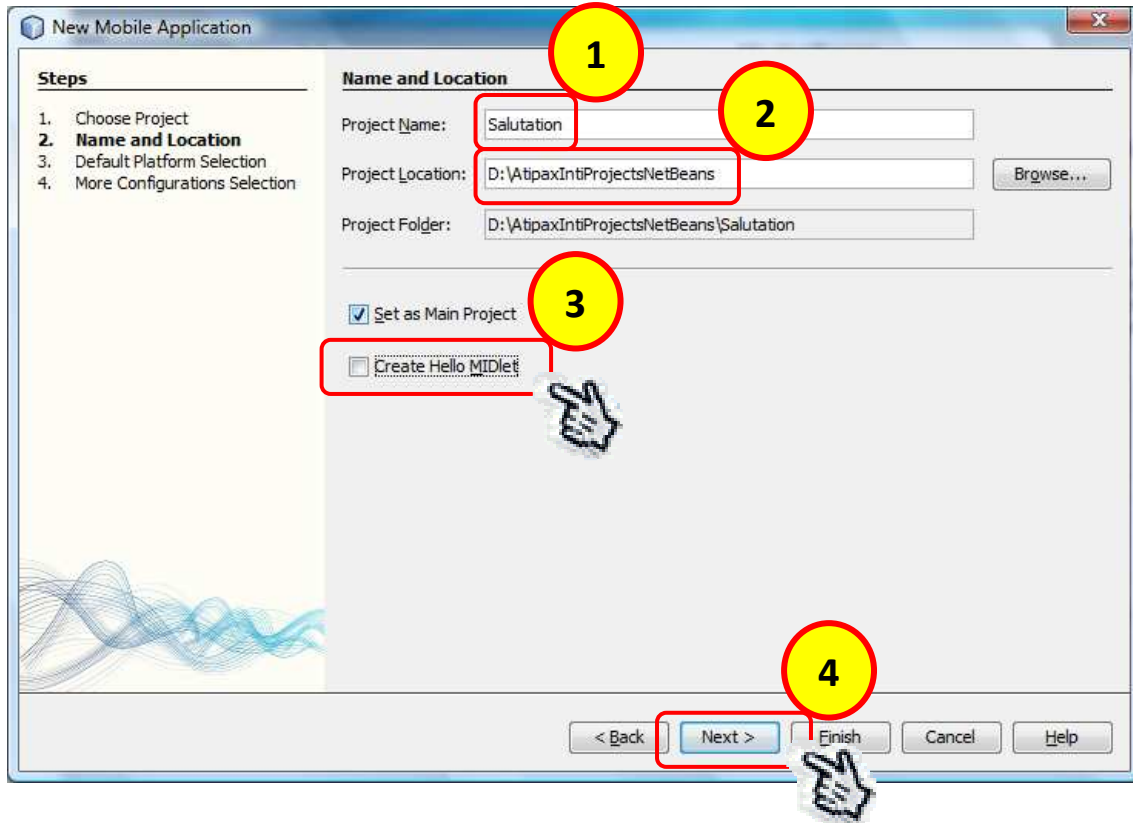 New Mobile Application
X
1
Steps
1. Choose Project
2. Name and Location
3. Default Platform Selection
4. More Configurations Selection
Name and Location
2
Project Name: Salutation
Project Location: D:\AtipaxIntiProjectsNetBeans Browse...
Project Folder: D:\AtipaxIntiProjectsNetBeans\Salutation
3
Set as Main Project
Create Hello MIDlet
4
< Back Next > Finish Cancel Help